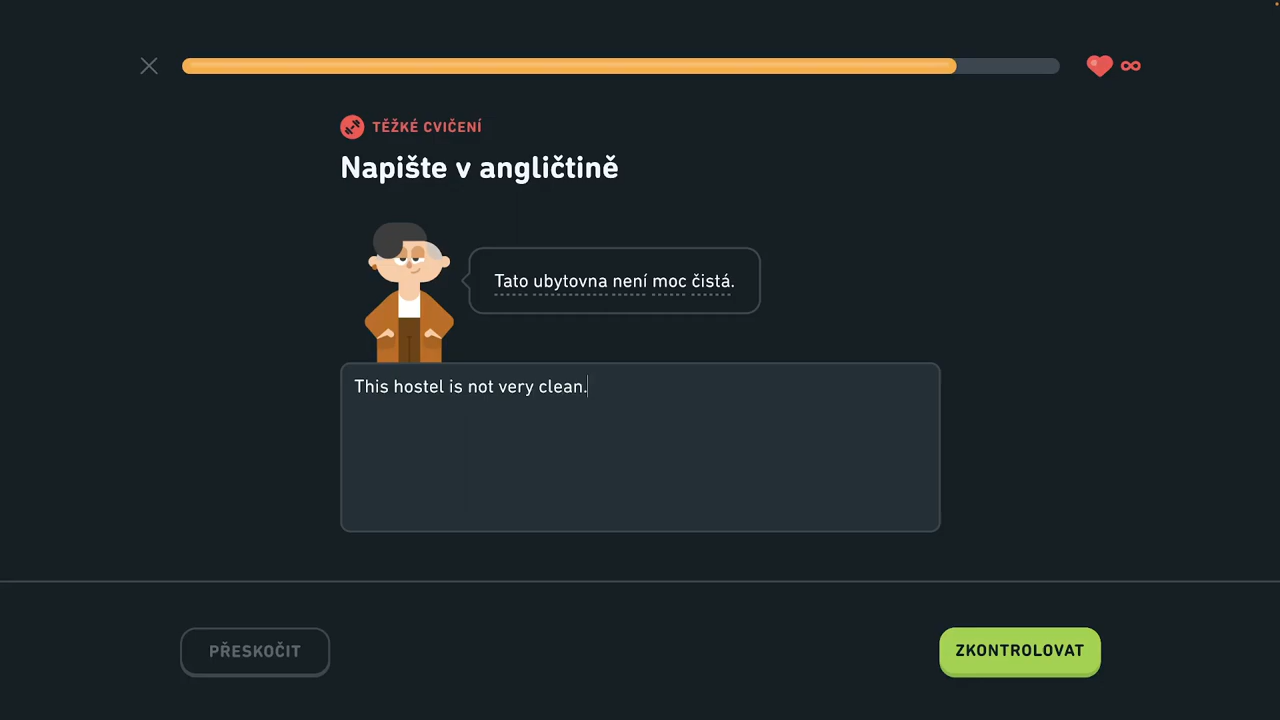 ∞
TĚŽKÉ CVIČENÍ
Napište v angličtině
Tato ubytovna není moc čistá.
This hostel is not very clean.
PŘESKOČIT
ZKONTROLOVAT